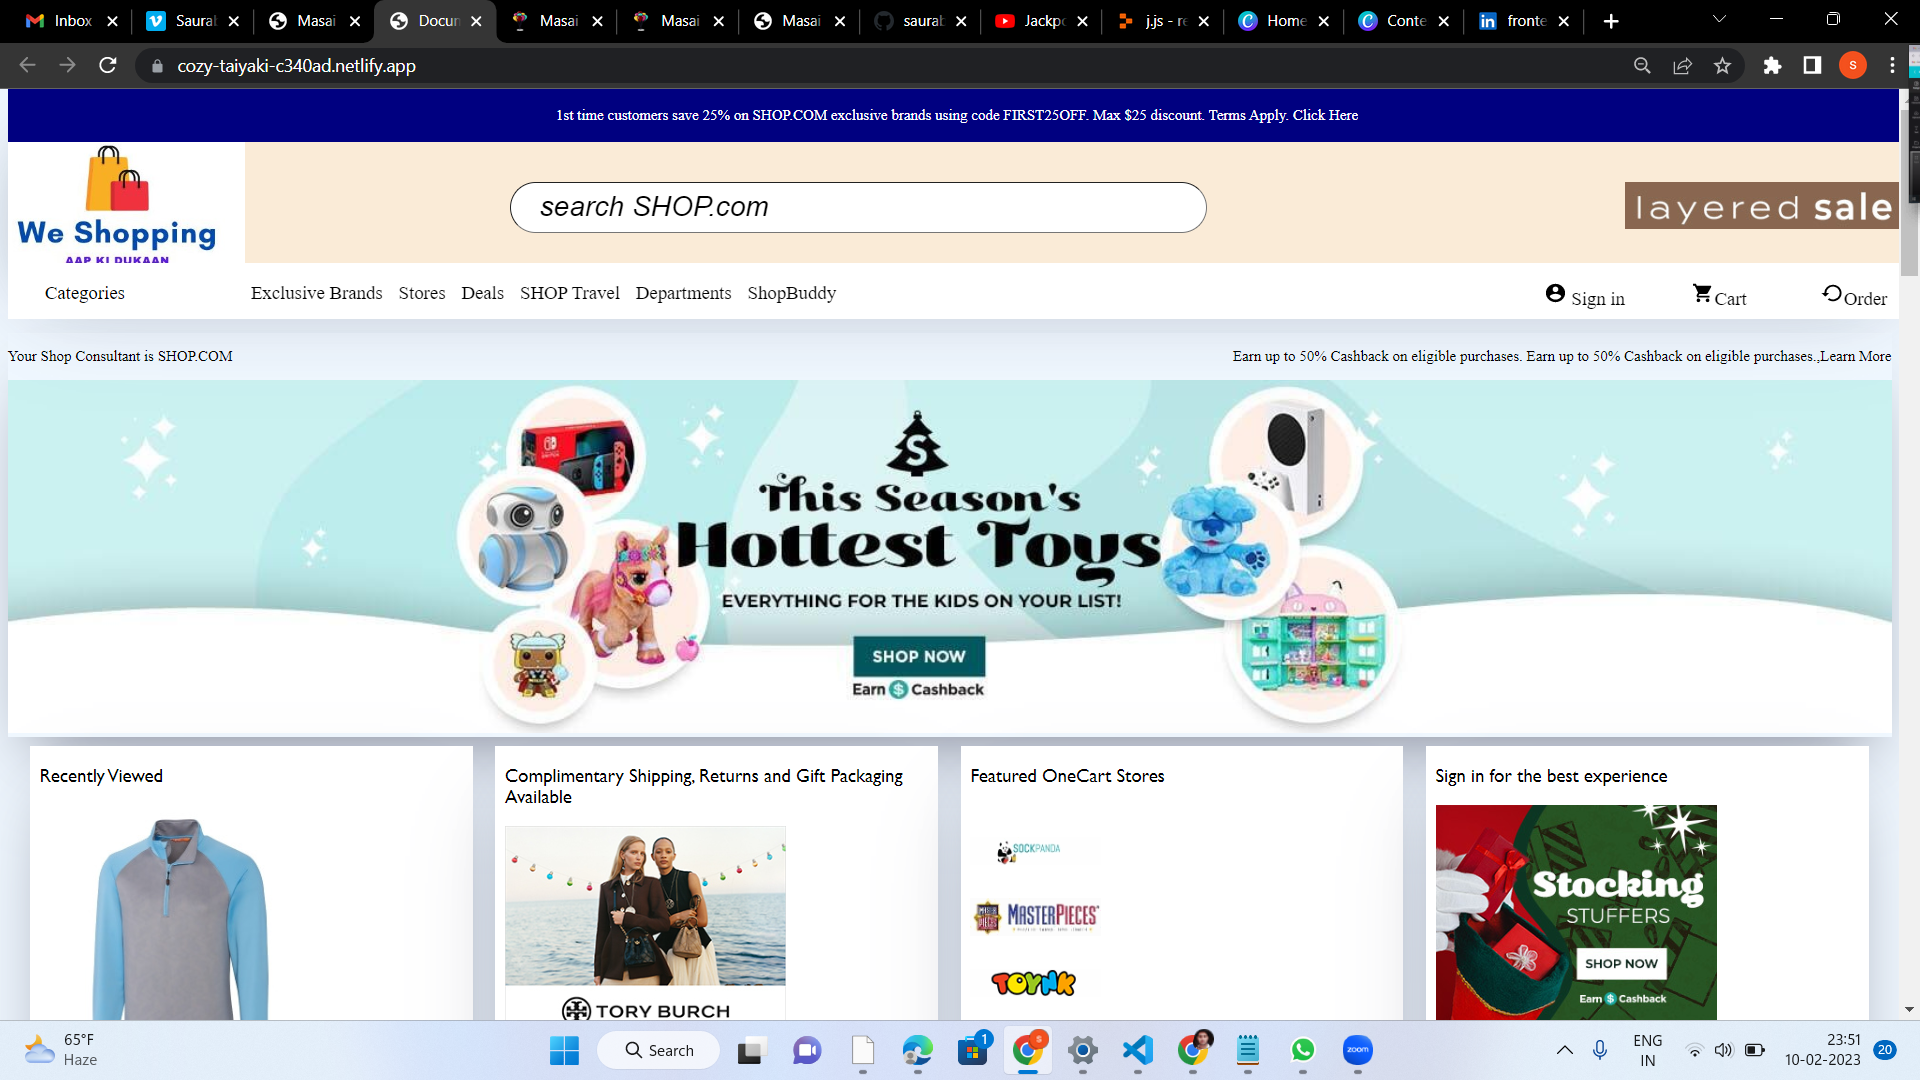 Inbox
Saurab
Masai
Docun
Masai
Masai
Masai
saurab
Jackpo
j.js - re
Home
Conte
fronte
cozy-taiyaki-c340ad.netlify.app
S
1st time customers save 25% on SHOP.COM exclusive brands using code FIRST25OFF. Max $25 discount. Terms Apply. Click Here
We Shopping
AAP KI DUKAAN
search SHOP.com
layered sale
Categories
Exclusive Brands
Stores
Deals
SHOP Travel
Departments
ShopBuddy
Sign in
Cart
Order
Your Shop Consultant is SHOP.COM
Earn up to 50% Cashback on eligible purchases. Earn up to 50% Cashback on eligible purchases.,Learn More
S
This Season's
Hottest Toys
EVERYTHING FOR THE KIDS ON YOUR LIST!
SHOP NOW
Earn $ Cashback
Recently Viewed
Complimentary Shipping, Returns and Gift Packaging
Available
TORY BURCH
Featured OneCart Stores
SOCKPANDA
MASTERPIECES
TOYNK
Sign in for the best experience
Stocking
STUFFERS
SHOP NOW
Earn $ Cashback
65°F
Haze
Search
1
S
zoom
ENG
IN
23:51
10-02-2023
20